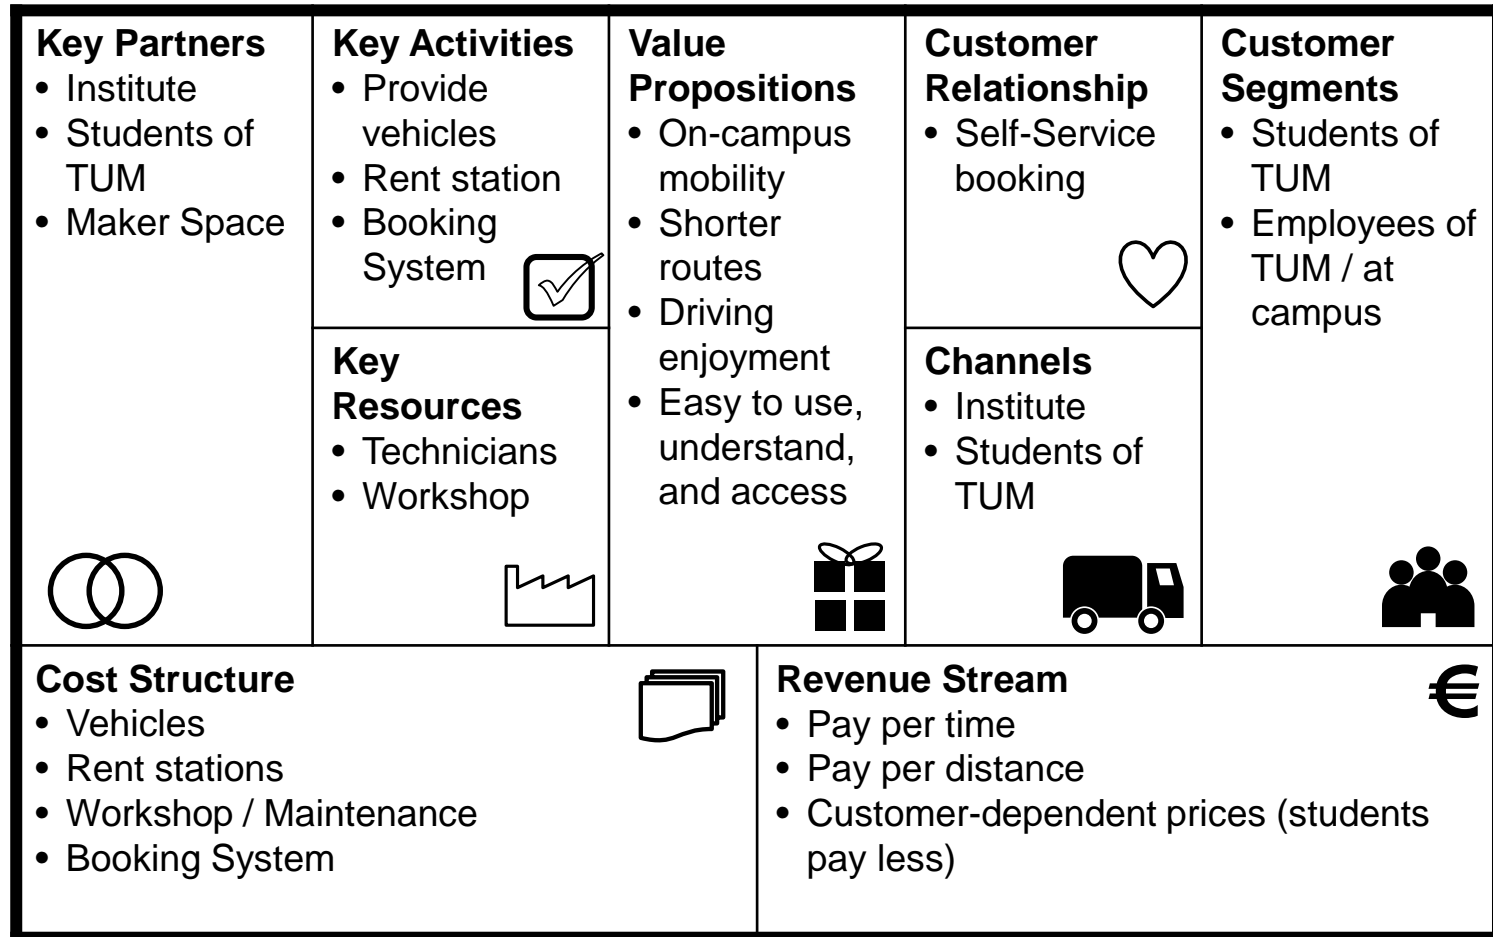 Key Partners
• Institute
• Students of
TUM
• Maker Space
Key Activities
• Provide
vehicles
• Rent station
• Booking
System
Key
Resources
• Technicians
• Workshop
Value
Propositions
• On-campus
mobility
• Shorter
routes
• Driving
enjoyment
• Easy to use,
understand,
and access
Customer
Relationship
• Self-Service
booking
Channels
• Institute
• Students of
TUM
Customer
Segments
• Students of
TUM
• Employees of
TUM / at
campus
Cost Structure
• Vehicles
• Rent stations
• Workshop / Maintenance
• Booking System
Revenue Stream
€
• Pay per time
• Pay per distance
• Customer-dependent prices (students
pay less)